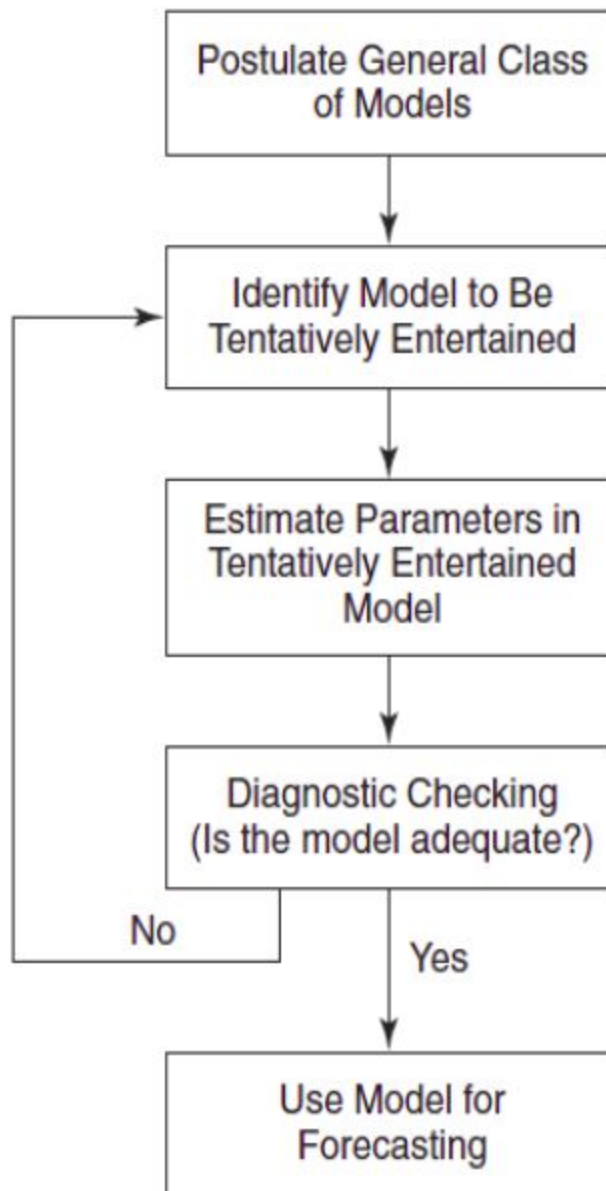 Postulate General Class
of Models
Identify Model to Be
Tentatively Entertained
Estimate Parameters in
Tentatively Entertained
Model
Diagnostic Checking
(Is the model adequate?)
No
Yes
Use Model for
Forecasting